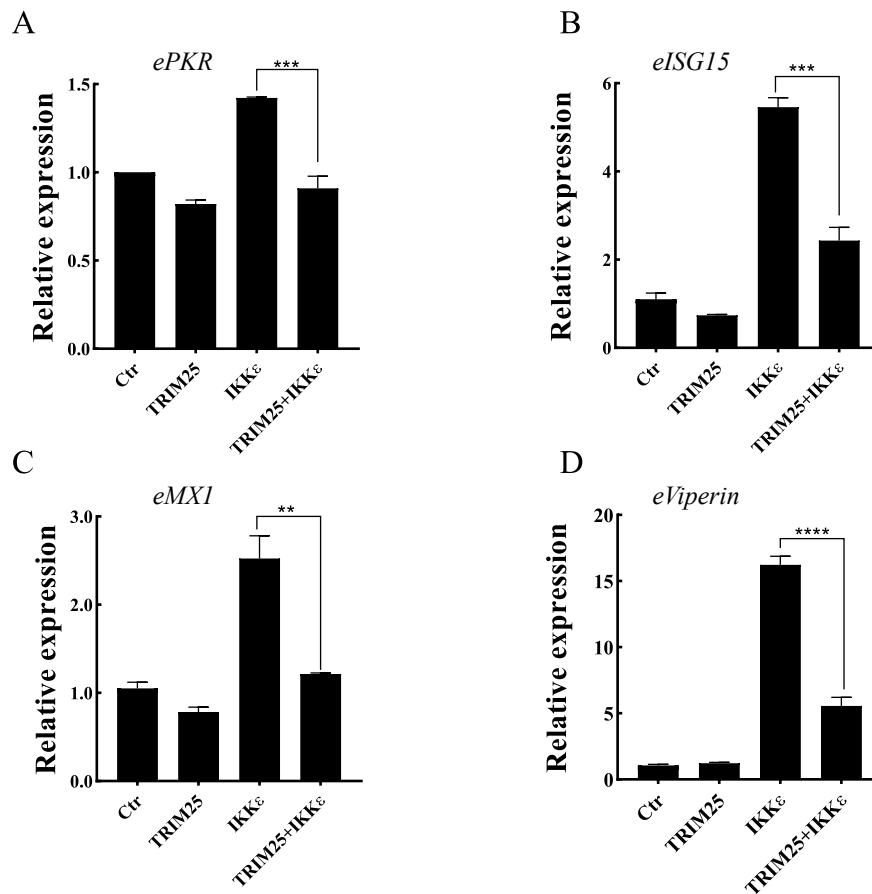 A
ePKR
***
Relative expression
1.5
1.0
0.5
0.0
Ctr
TRIM25
IKKε
TRIM25+IKKε
B
eISG15
***
Relative expression
6
4
2
0
Ctr
TRIM25
IKKε
TRIM25+IKKε
C
eMX1
**
Relative expression
3.0
2.0
1.0
0.0
Ctr
TRIM25
IKKε
TRIM25+IKKε
D
eViperin
****
Relative expression
20
15
10
5
0
Ctr
TRIM25
IKKε
TRIM25+IKKε